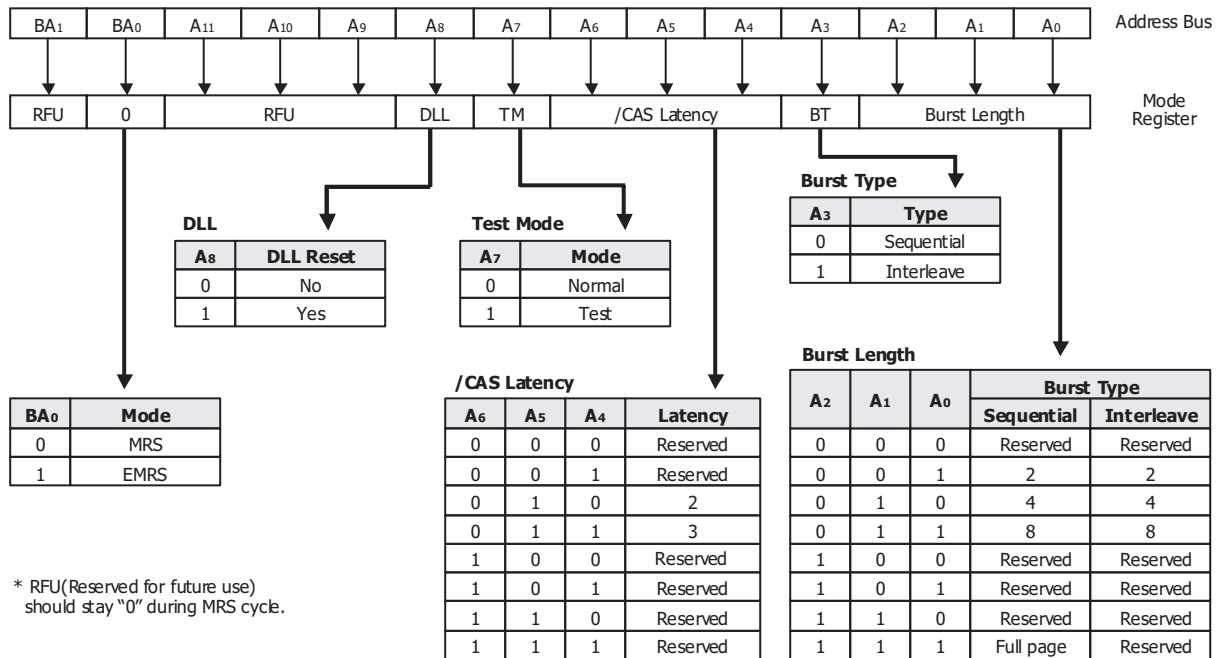 BA1 BA0 A11 A10 A9 A8 A7 A6 A5 A4 A3 A2 A1 A0 Address Bus
RFU 0 RFU DLL TM /CAS Latency BT Burst Length Mode Register
Burst Type
A3 Type
0 Sequential
1 Interleave
DLL
A8 DLL Reset
0 No
1 Yes
Test Mode
A7 Mode
0 Normal
1 Test
BA0 Mode
0 MRS
1 EMRS
/CAS Latency
A6 A5 A4 Latency
0 0 0 Reserved
0 0 1 Reserved
0 1 0 2
0 1 1 3
1 0 0 Reserved
1 0 1 Reserved
1 1 0 Reserved
1 1 1 Reserved
Burst Length
A2 A1 A0 Burst Type
Sequential Interleave
0 0 0 Reserved Reserved
0 0 1 2 2
0 1 0 4 4
0 1 1 8 8
1 0 0 Reserved Reserved
1 0 1 Reserved Reserved
1 1 0 Reserved Reserved
1 1 1 Full page Reserved
* RFU(Reserved for future use)
should stay “0” during MRS cycle.